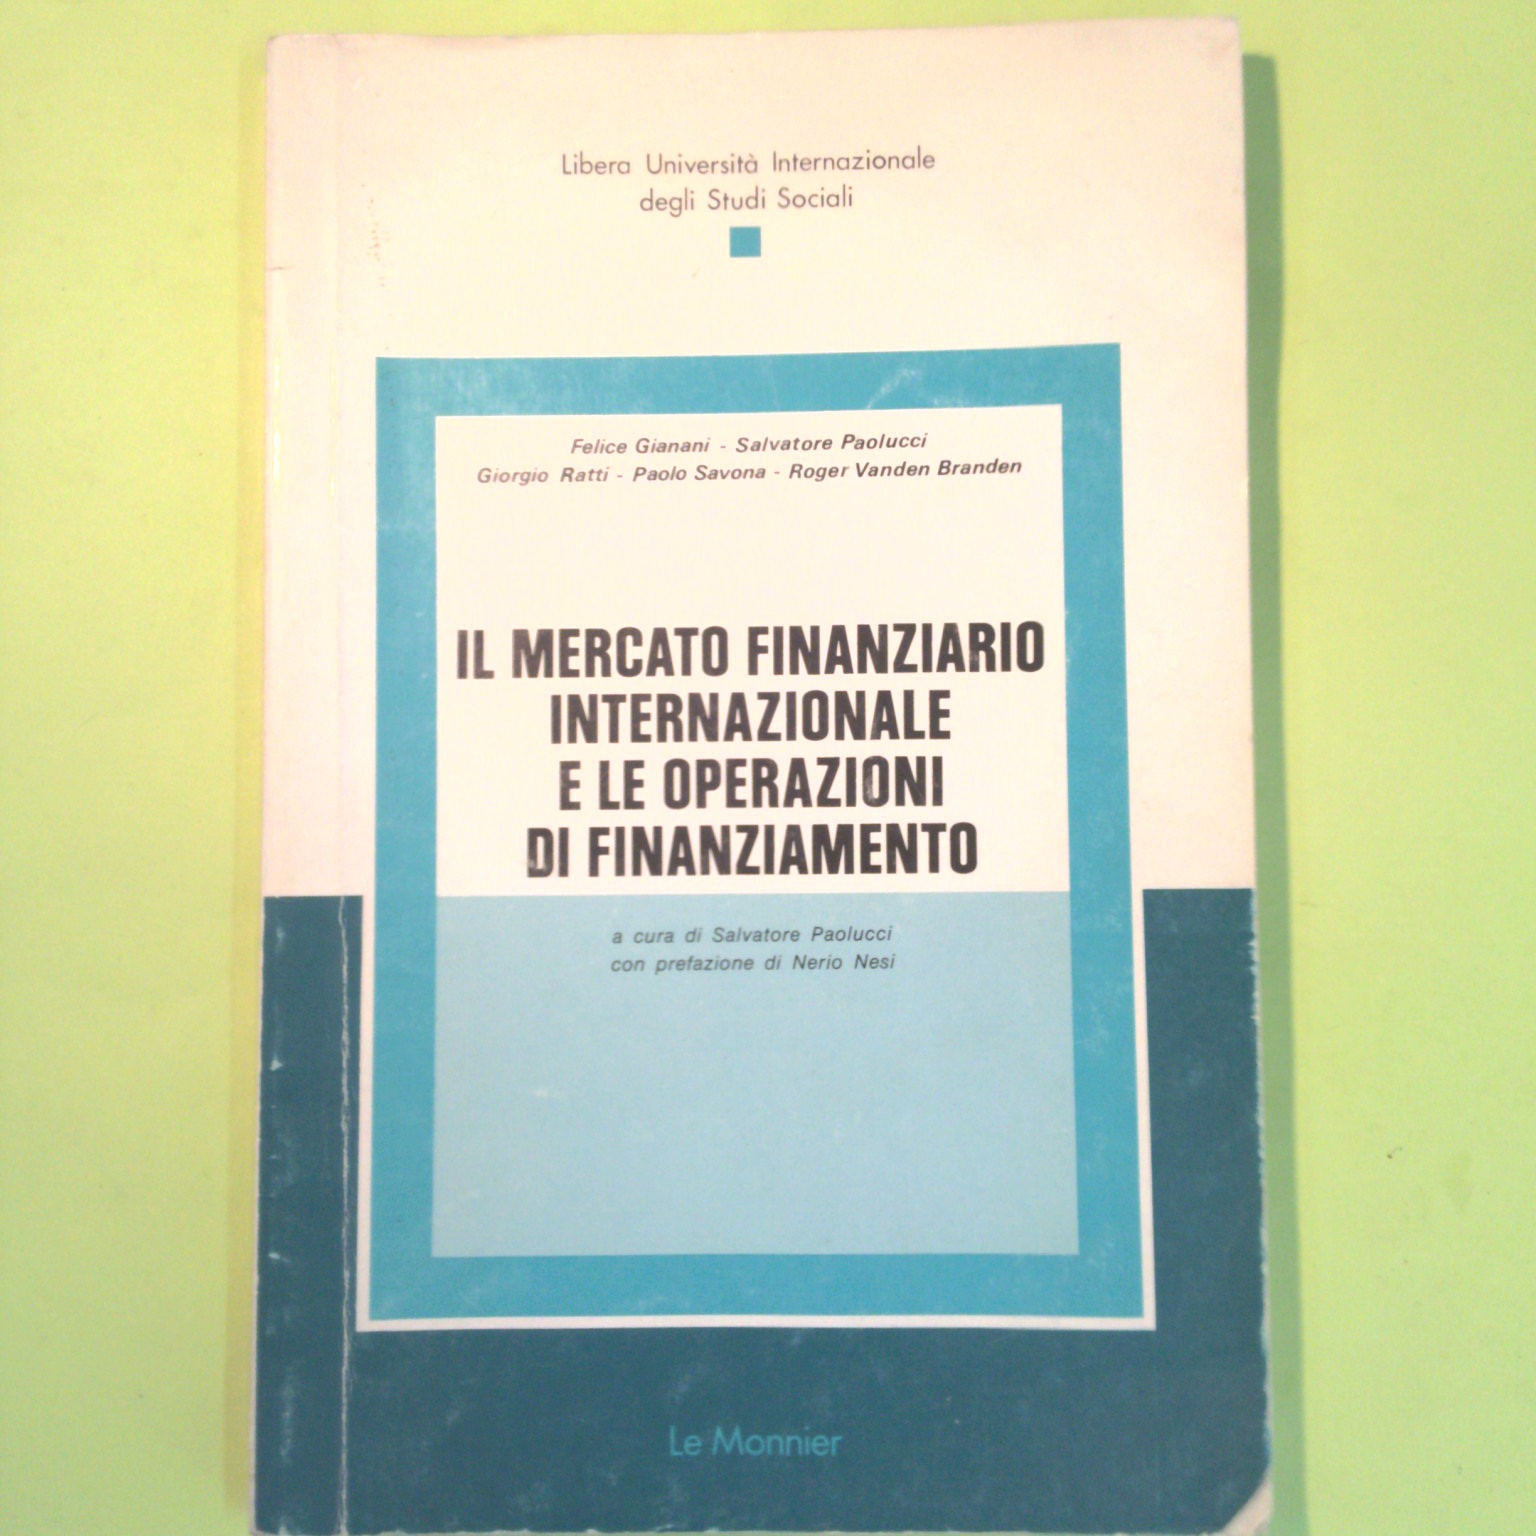 Libera Università Internazionale
degli Studi Sociali
Felice Gianani - Salvatore Paolucci
Giorgio Ratti - Paolo Savona - Roger Vanden Branden
IL MERCATO FINANZIARIO
INTERNAZIONALE
E LE OPERAZIONI
DI FINANZIAMENTO
a cura di Salvatore Paolucci
con prefazione di Nerio Nesi
Le Monnier